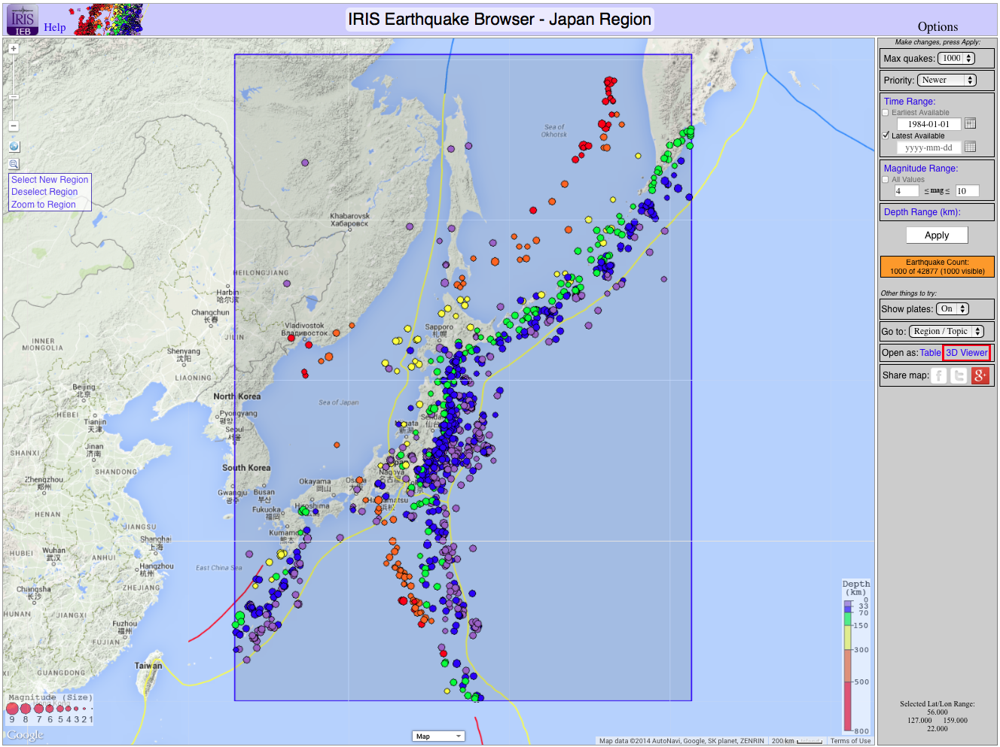 IRIS
IEB
Help
IRIS Earthquake Browser - Japan Region
Options
Make changes, press Apply:
Max quakes: 1000
Priority: Newer
Time Range:
Earliest Available
1984-01-01
Latest Available
yyyy-mm-dd
Magnitude Range:
All Values
4 ≤ mag ≤ 10
Depth Range (km):
Apply
Earthquake Count:
1000 of 42877 (1000 visible)
Other things to try:
Show plates: On
Go to: Region / Topic
Open as: Table 3D Viewer
Share map:
Selected Lat/Lon Range:
56.000
127.000 159.000
22.000
+
−
Select New Region
Deselect Region
Zoom to Region
Sea of
Okhotsk
Khabarovsk
Хабаровск
HEILONGJIANG
Harbin
哈尔滨
Changchun
长春
Vladivostok
Владивосток
JILIN
Sapporo
札幌
INNER
MONGOLIA
Shenyang
沈阳
LIAONING
Beijing
北京
North Korea
Sea of Japan
HEBEI
Pyongyang
평양
Tianjin
天津
Seoul
서울
Jinan
济南
SHANXI
SHANDONG
South Korea
Nagoya
Zhengzhou
郑州
Okayama
岡山
Gwangju
광주
Busan
부산
Hiroshima
Fukuoka
福岡
浜松
HENAN
JIANGSU
Kumamo
熊本
Shanghai
上海
HUBEI
Wuhan
武汉
ANHUI
Hangzhou
杭州
East China Sea
ZHEJIANG
Changsha
长沙
HUNAN
JIANGXI
Fuzhou
福州
FUJIAN
Taiwan
GUANGDONG
XI
Depth
(km)
0
33
70
150
300
500
800
Magnitude (Size)
9 8 7 6 5 4 3 2 1
Google
Map
Map data ©2014 AutoNavi, Google, SK planet, ZENRIN
200 km
Terms of Use